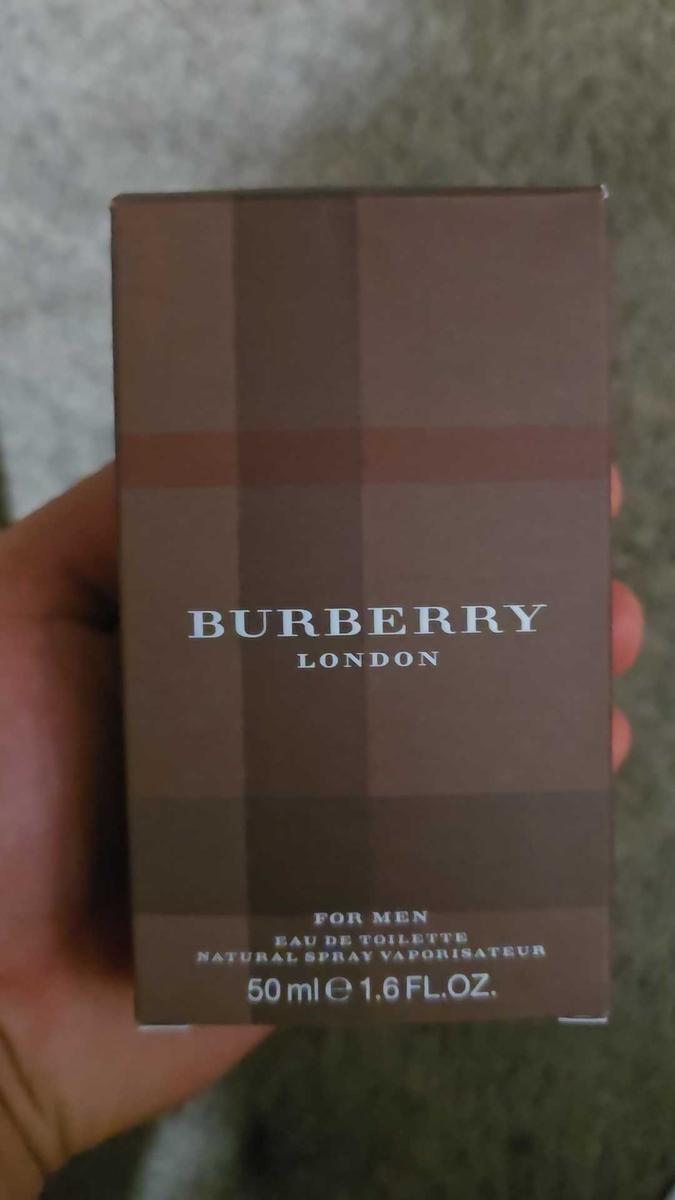 BURBERRY
LONDON
FOR MEN
EAU DE TOILETTE
NATURAL SPRAY VAPORISATEUR
50 ml ℮ 1.6 FL.OZ.